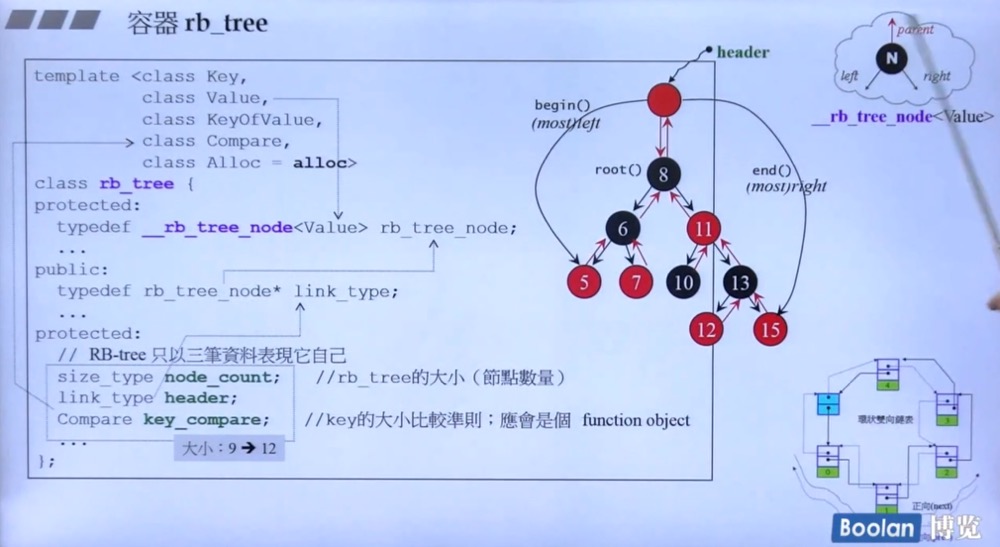 容器 rb_tree
template <class Key,
class Value,
class KeyOfValue,
class Compare,
class Alloc = alloc>
class rb_tree {
protected:
typedef __rb_tree_node<Value> rb_tree_node;
...
public:
typedef rb_tree_node* link_type;
...
protected:
// RB-tree 只以三筆資料表現它自己
size_type node_count; //rb_tree的大小（節點數量）
link_type header;
Compare key_compare; //key的大小比較準則；應會是個 function object
...
大小：9 → 12
};
header
begin()
(most)left
root()
end()
(most)right
8
6
11
5
7
10
13
12
15
parent
N
left
right
__rb_tree_node<Value>
4
環狀雙向鏈表
3
0
2
1
正向(next)
Boolan 博览